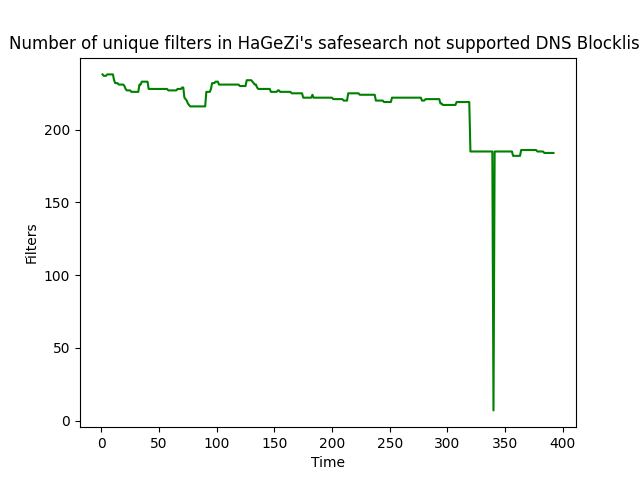 Number of unique filters in HaGeZi's safesearch not supported DNS Blocklis
Filters
200
150
100
50
0
0 50 100 150 200 250 300 350 400
Time